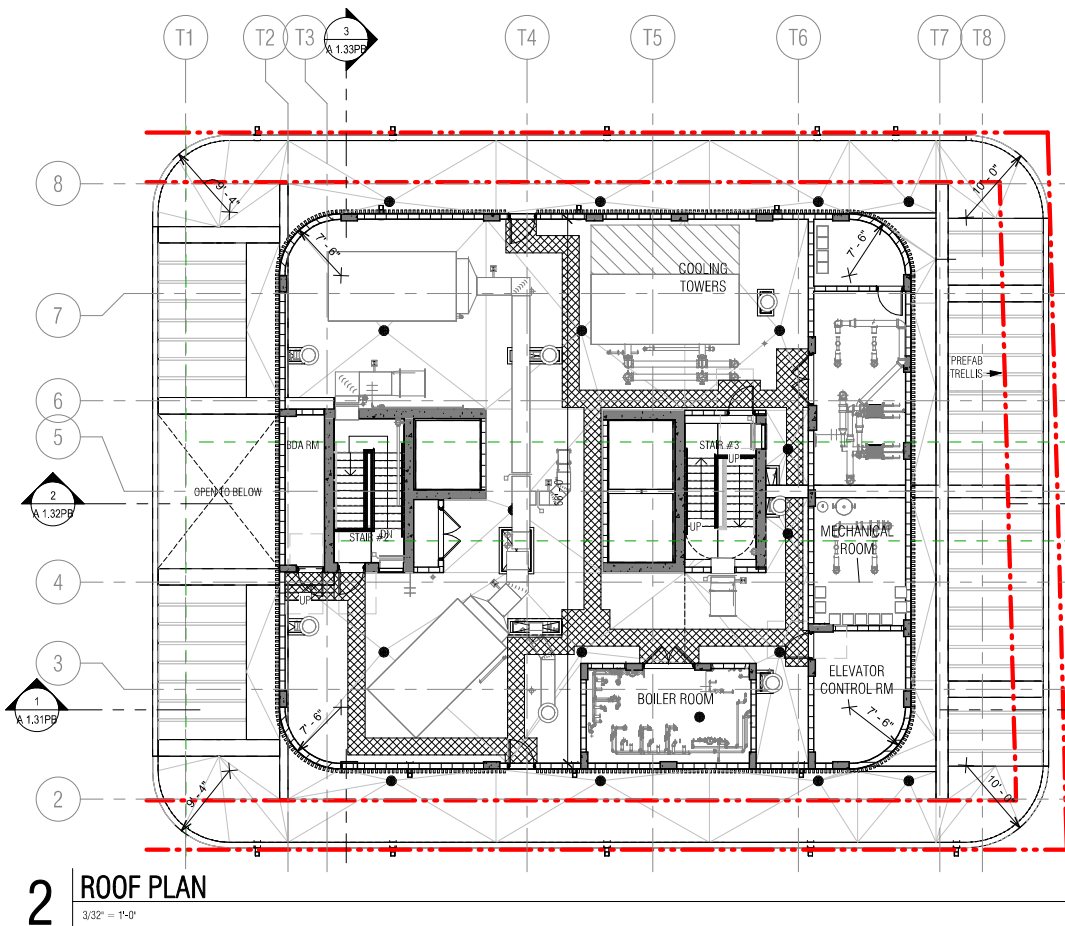 T1
T2
T3
3
A 1.33PB
T4
T5
T6
T7
T8
8
9' - 4"
10' - 0"
7' - 6"
7' - 6"
COOLING
TOWERS
7
PREFAB
TRELLIS
6
5
BDA RM
STAIR #3
UP
2
A 1.32PB
OPEN TO BELOW
UP
STAIR #2
DN
MECHANICAL
ROOM
4
UP
3
BOILER ROOM
ELEVATOR
CONTROL RM
1
A 1.31PB
7' - 6"
7' - 6"
9' - 4"
10' - 0"
2
2
ROOF PLAN
3/32" = 1'-0"